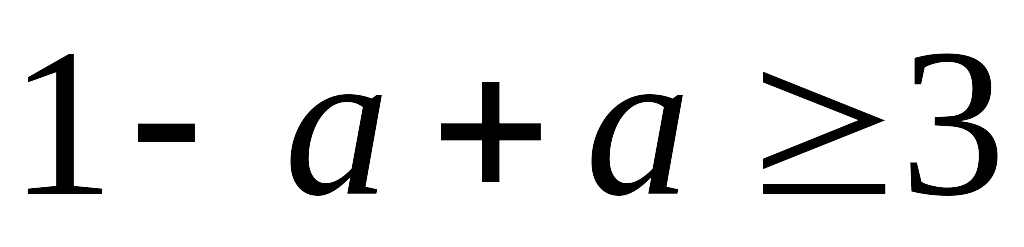 1- a + a ≥3